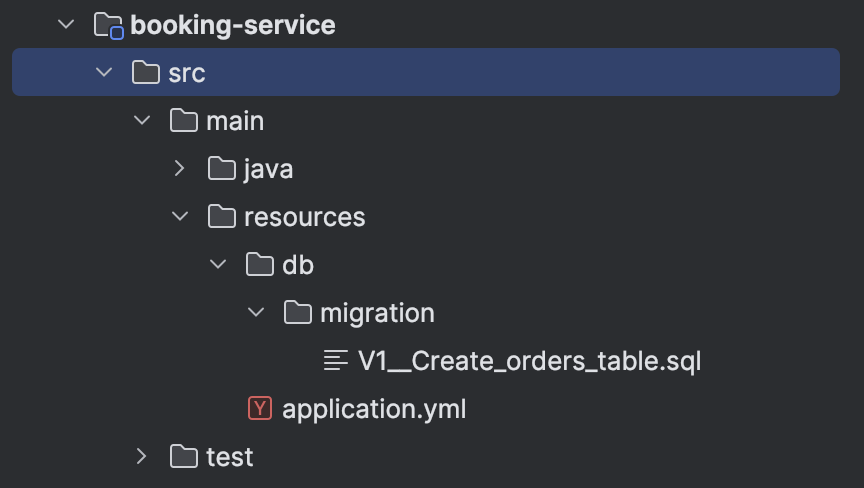 booking-service
src
main
java
resources
db
migration
V1__Create_orders_table.sql
Y application.yml
test